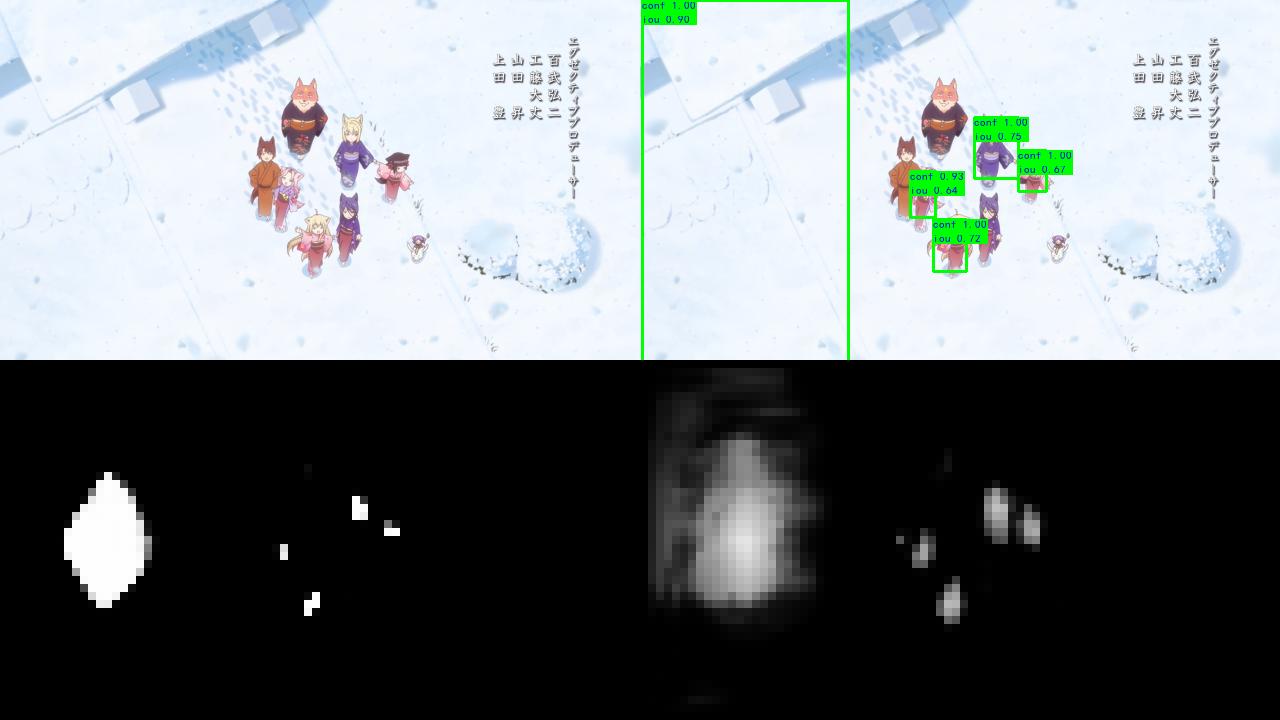 エグゼクティブプロデューサー
百武弘二
工藤大丈
山田昇
上田豊
conf 1.00
iou 0.90
エグゼクティブプロデューサー
百武弘二
工藤大丈
山田昇
上田豊
conf 1.00
iou 0.75
conf 1.00
iou 0.67
conf 0.93
iou 0.64
conf 1.00
iou 0.72